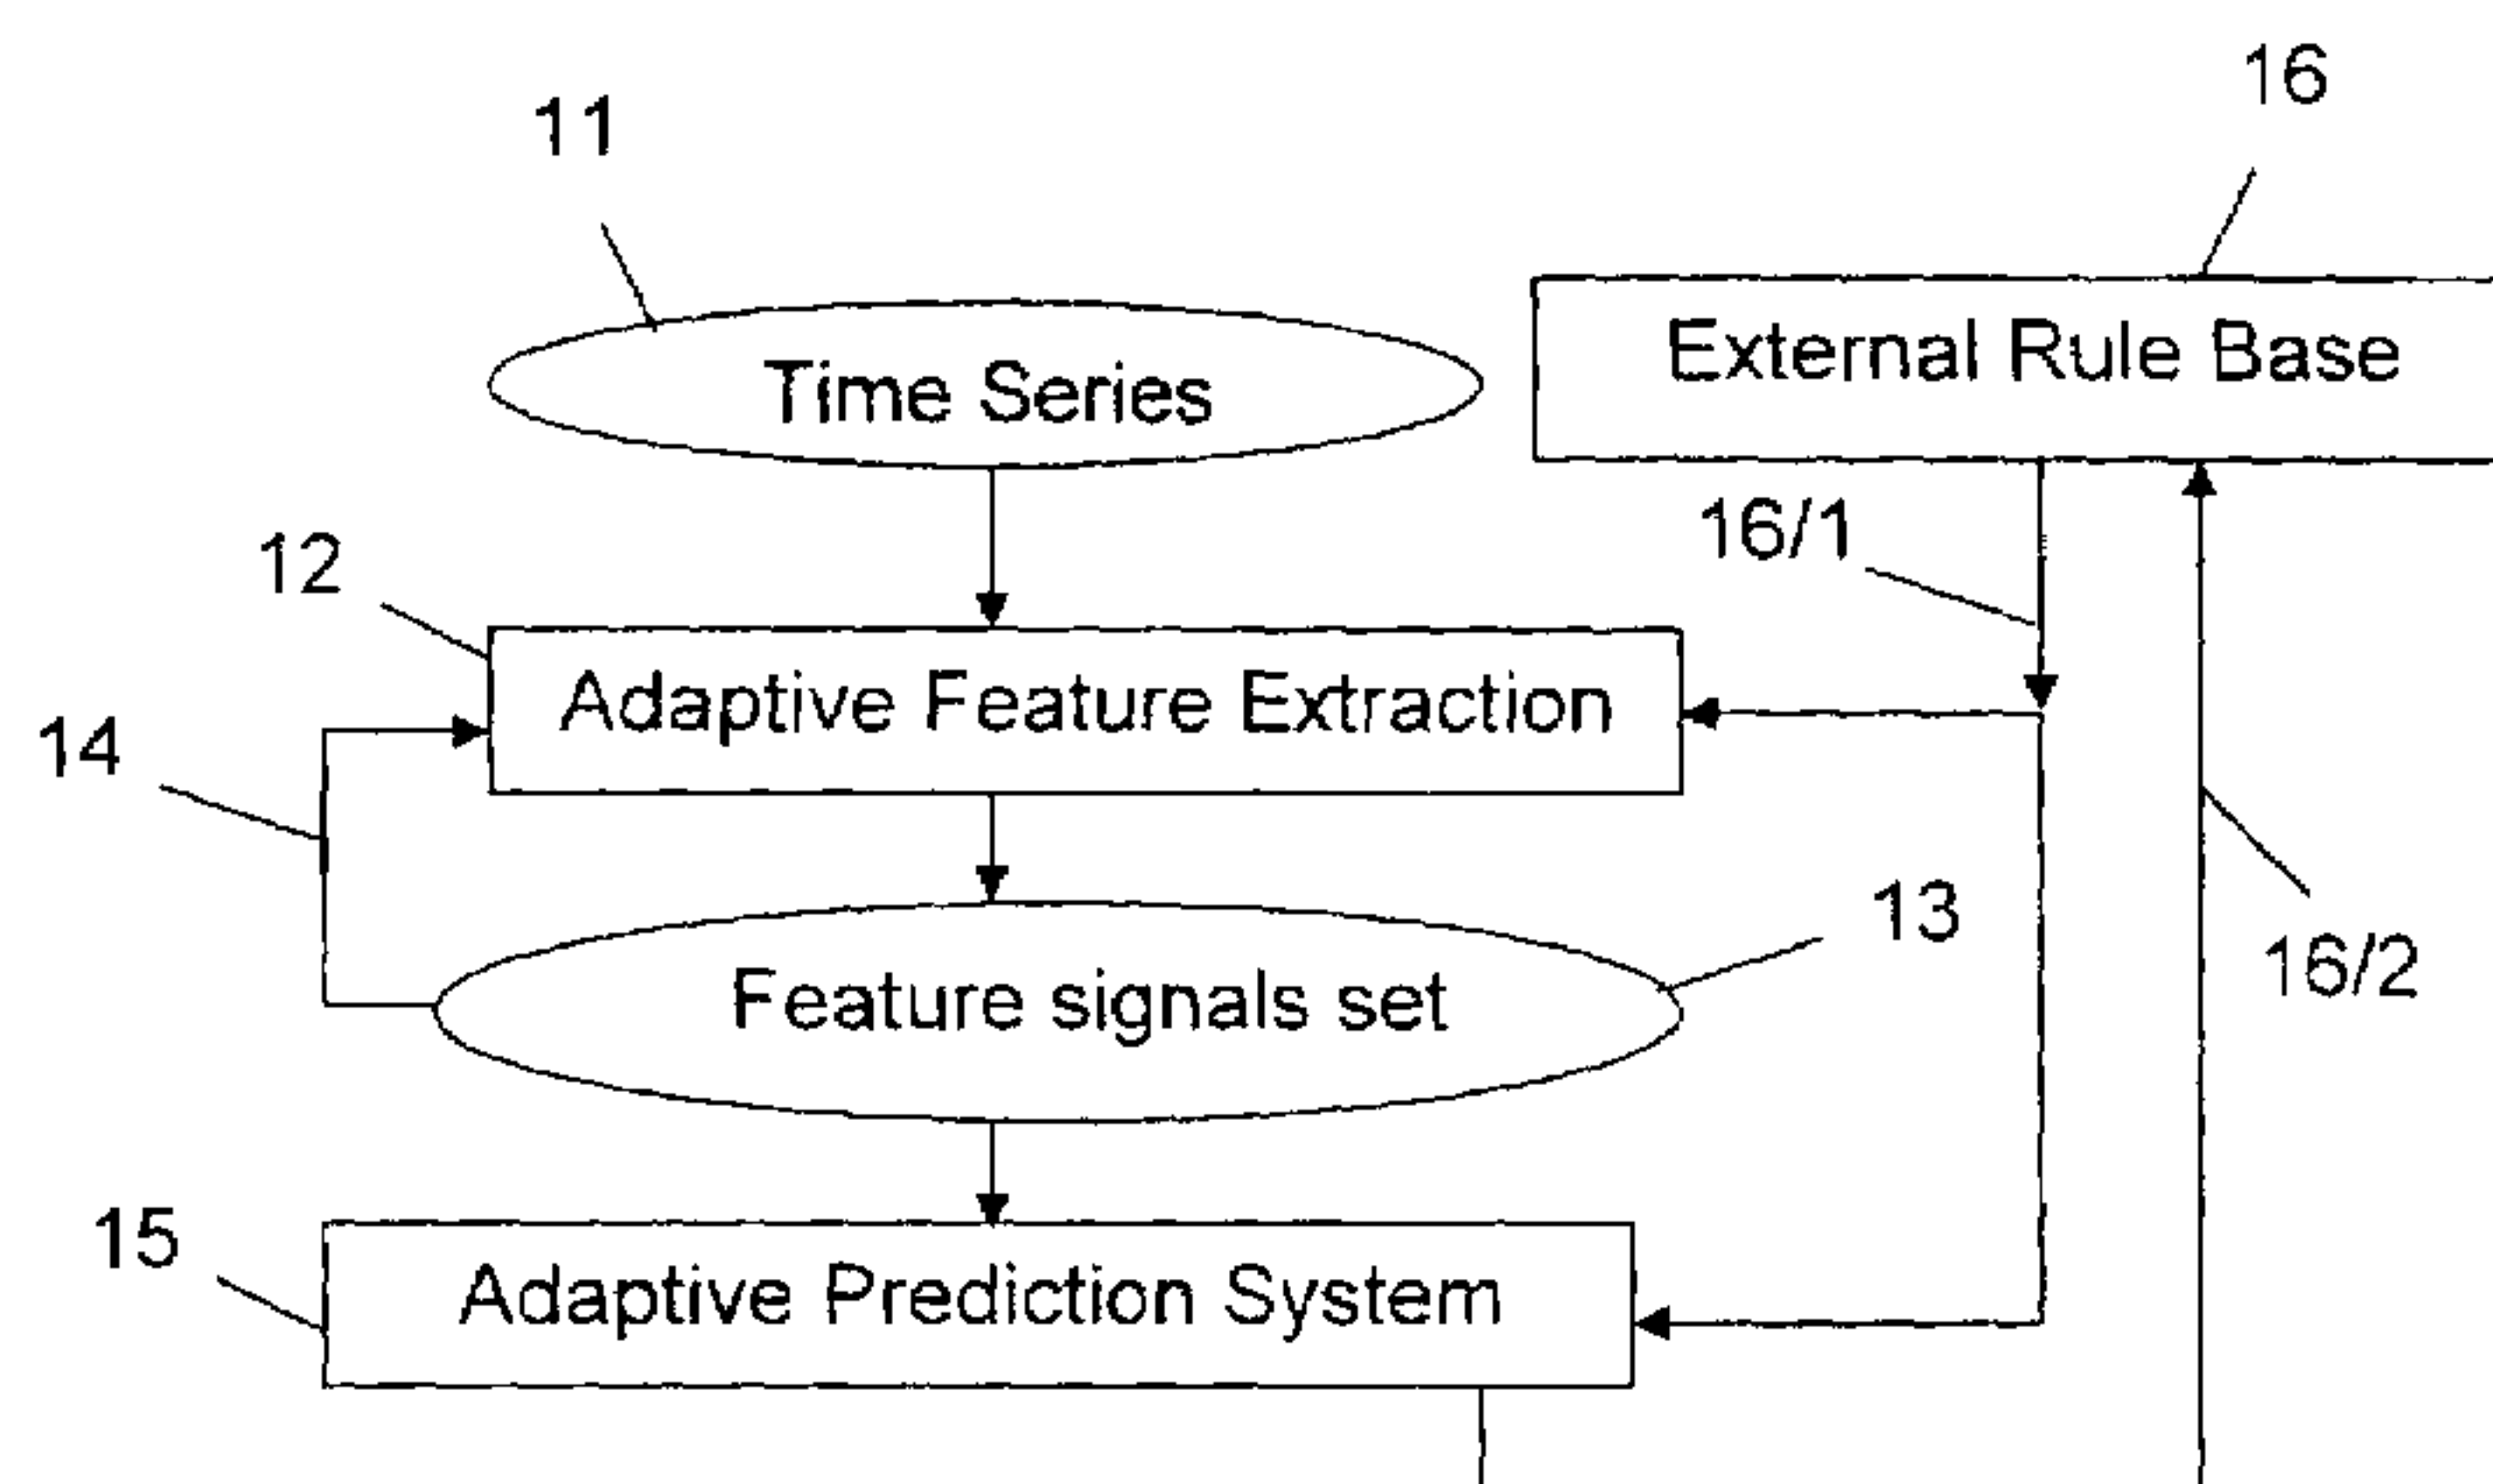 16
11
External Rule Base
Time Series
16/1
12
Adaptive Feature Extraction
14
13
16/2
Feature signals set
15
Adaptive Prediction System